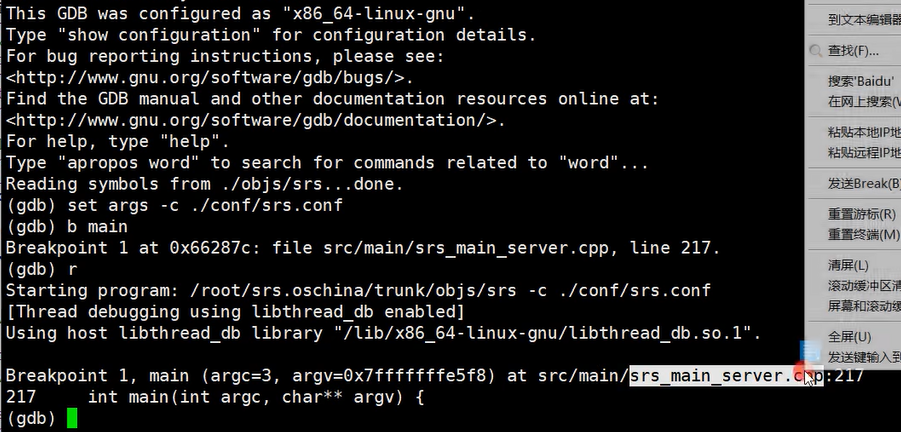 This GDB was configured as "x86_64-linux-gnu".
Type "show configuration" for configuration details.
For bug reporting instructions, please see:
<http://www.gnu.org/software/gdb/bugs/>.
Find the GDB manual and other documentation resources online at:
<http://www.gnu.org/software/gdb/documentation/>.
For help, type "help".
Type "apropos word" to search for commands related to "word"...
Reading symbols from ./objs/srs...done.
(gdb) set args -c ./conf/srs.conf
(gdb) b main
Breakpoint 1 at 0x66287c: file src/main/srs_main_server.cpp, line 217.
(gdb) r
Starting program: /root/srs.oschina/trunk/objs/srs -c ./conf/srs.conf
[Thread debugging using libthread_db enabled]
Using host libthread_db library "/lib/x86_64-linux-gnu/libthread_db.so.1".
Breakpoint 1, main (argc=3, argv=0x7fffffffe5f8) at src/main/srs_main_server.cpp:217
217 int main(int argc, char** argv) {
(gdb)
到文本编辑器
查找(F)...
搜索'Baidu'
在网上搜索(W
粘贴本地IP地
粘贴远程IP地
发送Break(B)
重置游标(R)
重置终端(M)
清屏(L)
滚动缓冲区清
屏幕和滚动缓
全屏(U)
发送键输入到